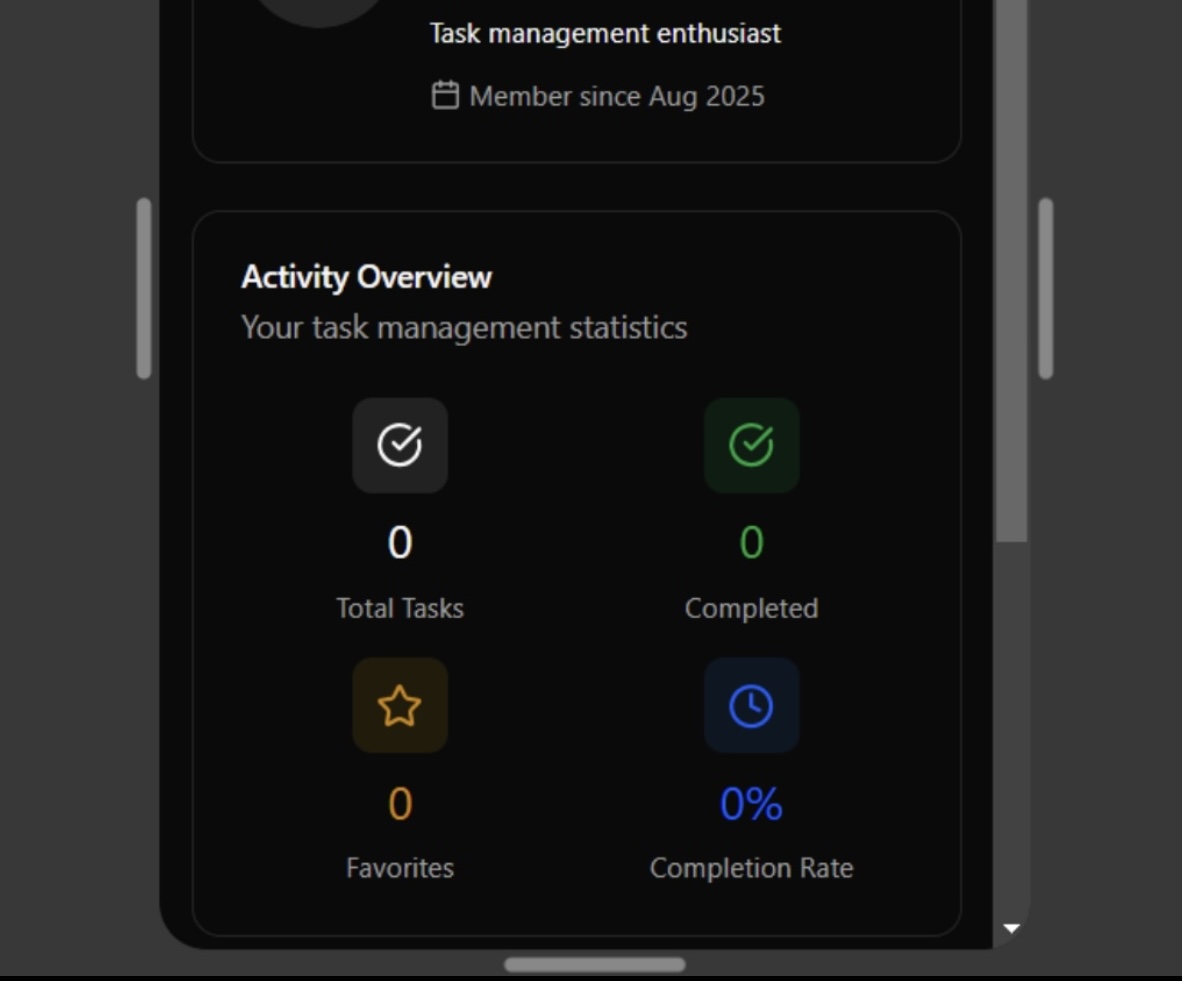 Task management enthusiast
Member since Aug 2025
Activity Overview
Your task management statistics
0
0
Total Tasks
Completed
0
0%
Favorites
Completion Rate